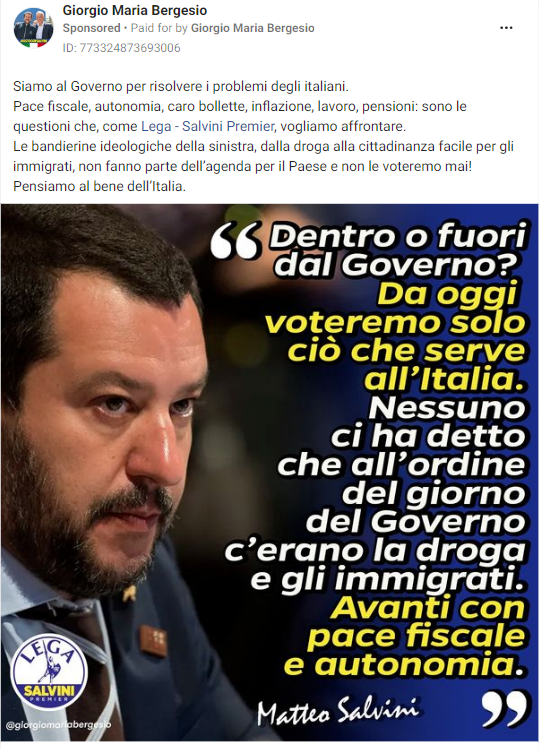 Giorgio Maria Bergesio
Sponsored • Paid for by Giorgio Maria Bergesio
ID: 773324873693006
Siamo al Governo per risolvere i problemi degli italiani.
Pace fiscale, autonomia, caro bollette, inflazione, lavoro, pensioni: sono le
questioni che, come Lega - Salvini Premier, vogliamo affrontare.
Le bandierine ideologiche della sinistra, dalla droga alla cittadinanza facile per gli
immigrati, non fanno parte dell’agenda per il Paese e non le voteremo mai!
Pensiamo al bene dell’Italia.
“Dentro o fuori
dal Governo?
Da oggi
voteremo solo
ciò che serve
all’Italia.
Nessuno
ci ha detto
che all’ordine
del giorno
del Governo
c’erano la droga
e gli immigrati.
Avanti con
pace fiscale
e autonomia.
Matteo Salvini ”
LEGA
SALVINI
PREMIER
@giorgiomariabergesio